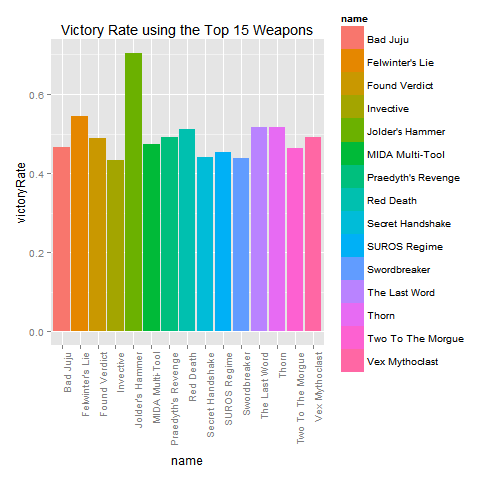 Victory Rate using the Top 15 Weapons
victoryRate
0.6
0.4
0.2
0.0
Bad Juju
Felwinter's Lie
Found Verdict
Invective
Jolder's Hammer
MIDA Multi-Tool
Praedyth's Revenge
Red Death
Secret Handshake
SUROS Regime
Swordbreaker
The Last Word
Thorn
Two To The Morgue
Vex Mythoclast
name
name
Bad Juju
Felwinter's Lie
Found Verdict
Invective
Jolder's Hammer
MIDA Multi-Tool
Praedyth's Revenge
Red Death
Secret Handshake
SUROS Regime
Swordbreaker
The Last Word
Thorn
Two To The Morgue
Vex Mythoclast